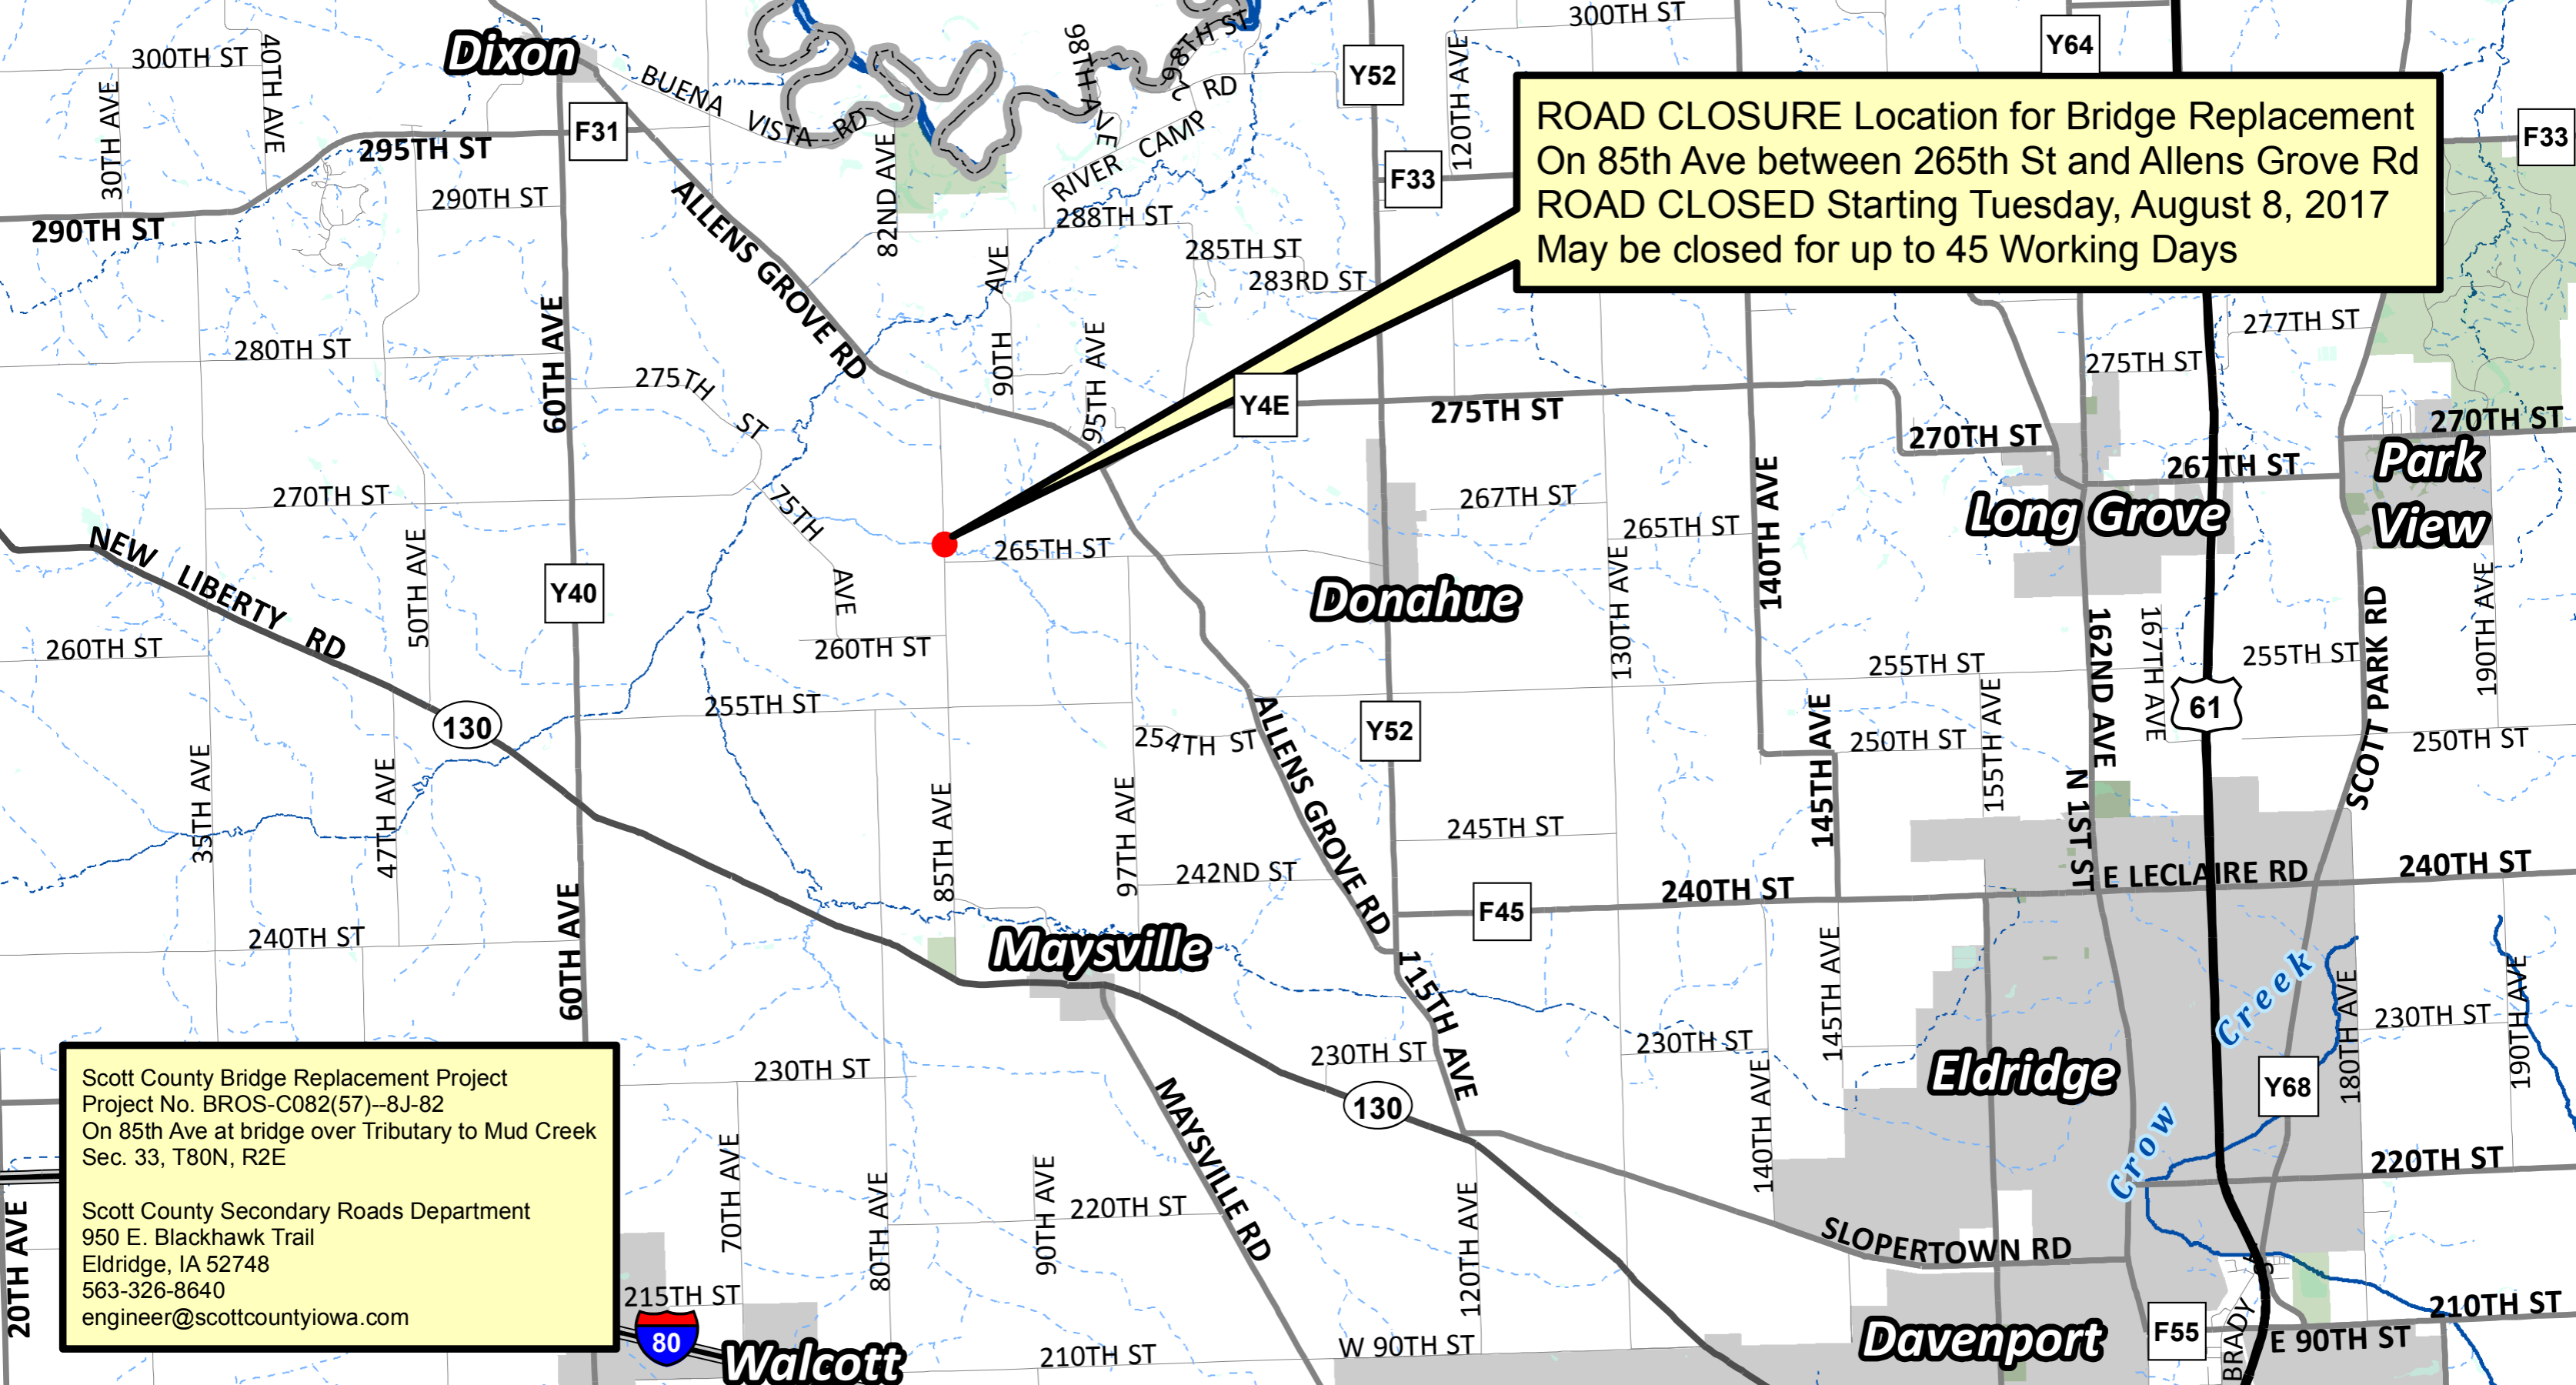 300TH ST
Dixon
300TH ST
40TH AVE
98TH AVE
298TH ST
Y64
BUENA VISTA RD
Y52
120TH AVE
30TH AVE
F31
RIVER CAMP RD
ROAD CLOSURE Location for Bridge Replacement
On 85th Ave between 265th St and Allens Grove Rd
ROAD CLOSED Starting Tuesday, August 8, 2017
May be closed for up to 45 Working Days
F33
295TH ST
82ND AVE
F33
290TH ST
290TH ST
ALLENS GROVE RD
288TH ST
285TH ST
283RD ST
90TH AVE
277TH ST
280TH ST
60TH AVE
95TH AVE
275TH ST
275TH ST
Y4E
275TH ST
270TH ST
270TH ST
267TH ST
Park
View
270TH ST
75TH AVE
267TH ST
265TH ST
Long Grove
140TH AVE
NEW LIBERTY RD
50TH AVE
265TH ST
Y40
Donahue
130TH AVE
162ND AVE
167TH AVE
SCOTT PARK RD
190TH AVE
260TH ST
260TH ST
255TH ST
255TH ST
255TH ST
61
130
254TH ST
ALLENS GROVE RD
Y52
145TH AVE
250TH ST
155TH AVE
250TH ST
35TH AVE
47TH AVE
85TH AVE
97TH AVE
245TH ST
N 1ST ST
242ND ST
E LECLAIRE RD
240TH ST
240TH ST
F45
60TH AVE
240TH ST
Maysville
115TH AVE
145TH AVE
Crow Creek
180TH AVE
190TH AVE
230TH ST
230TH ST
230TH ST
230TH ST
Eldridge
Y68
130
140TH AVE
MAYSVILLE RD
Scott County Bridge Replacement Project
Project No. BROS-C082(57)--8J-82
On 85th Ave at bridge over Tributary to Mud Creek
Sec. 33, T80N, R2E
Scott County Secondary Roads Department
950 E. Blackhawk Trail
Eldridge, IA 52748
563-326-8640
engineer@scottcountyiowa.com
20TH AVE
70TH AVE
80TH AVE
90TH AVE
220TH ST
120TH AVE
220TH ST
SLOPERTOWN RD
215TH ST
80
Walcott
210TH ST
W 90TH ST
Davenport
F55
BRADY
E 90TH ST
210TH ST